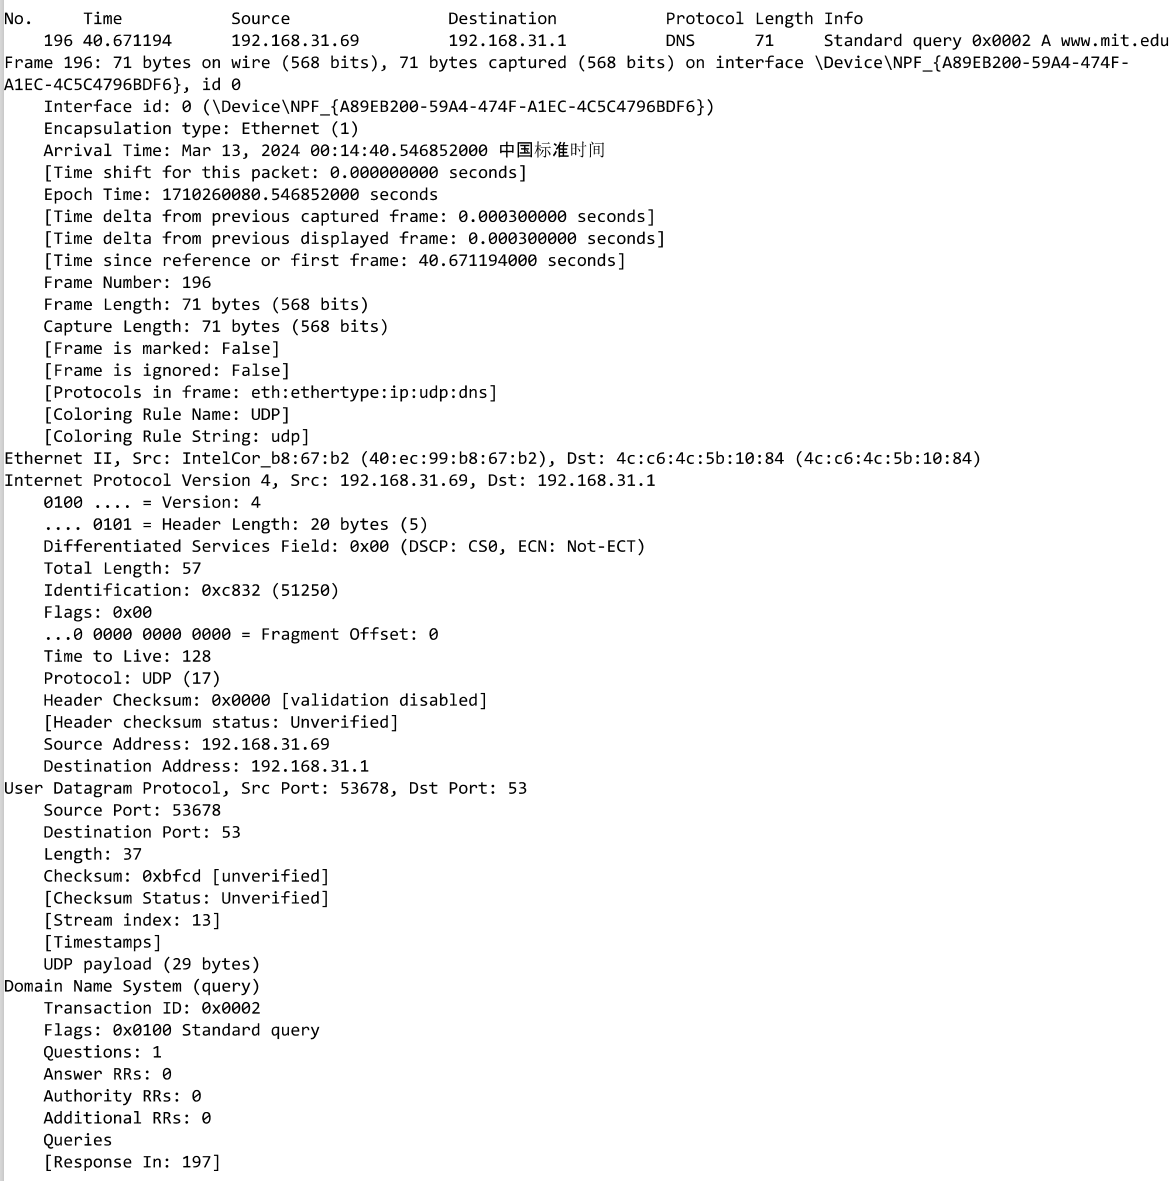 No. Time Source Destination Protocol Length Info
196 40.671194 192.168.31.69 192.168.31.1 DNS 71 Standard query 0x0002 A www.mit.edu
Frame 196: 71 bytes on wire (568 bits), 71 bytes captured (568 bits) on interface \Device\NPF_{A89EB200-59A4-474F-
A1EC-4C5C4796BDF6}, id 0
Interface id: 0 (\Device\NPF_{A89EB200-59A4-474F-A1EC-4C5C4796BDF6})
Encapsulation type: Ethernet (1)
Arrival Time: Mar 13, 2024 00:14:40.546852000 中国标准时间
[Time shift for this packet: 0.000000000 seconds]
Epoch Time: 1710260080.546852000 seconds
[Time delta from previous captured frame: 0.000300000 seconds]
[Time delta from previous displayed frame: 0.000300000 seconds]
[Time since reference or first frame: 40.671194000 seconds]
Frame Number: 196
Frame Length: 71 bytes (568 bits)
Capture Length: 71 bytes (568 bits)
[Frame is marked: False]
[Frame is ignored: False]
[Protocols in frame: eth:ethertype:ip:udp:dns]
[Coloring Rule Name: UDP]
[Coloring Rule String: udp]
Ethernet II, Src: IntelCor_b8:67:b2 (40:ec:99:b8:67:b2), Dst: 4c:c6:4c:5b:10:84 (4c:c6:4c:5b:10:84)
Internet Protocol Version 4, Src: 192.168.31.69, Dst: 192.168.31.1
0100 .... = Version: 4
.... 0101 = Header Length: 20 bytes (5)
Differentiated Services Field: 0x00 (DSCP: CS0, ECN: Not-ECT)
Total Length: 57
Identification: 0xc832 (51250)
Flags: 0x00
...0 0000 0000 0000 = Fragment Offset: 0
Time to Live: 128
Protocol: UDP (17)
Header Checksum: 0x0000 [validation disabled]
[Header checksum status: Unverified]
Source Address: 192.168.31.69
Destination Address: 192.168.31.1
User Datagram Protocol, Src Port: 53678, Dst Port: 53
Source Port: 53678
Destination Port: 53
Length: 37
Checksum: 0xbfcd [unverified]
[Checksum Status: Unverified]
[Stream index: 13]
[Timestamps]
UDP payload (29 bytes)
Domain Name System (query)
Transaction ID: 0x0002
Flags: 0x0100 Standard query
Questions: 1
Answer RRs: 0
Authority RRs: 0
Additional RRs: 0
Queries
[Response In: 197]